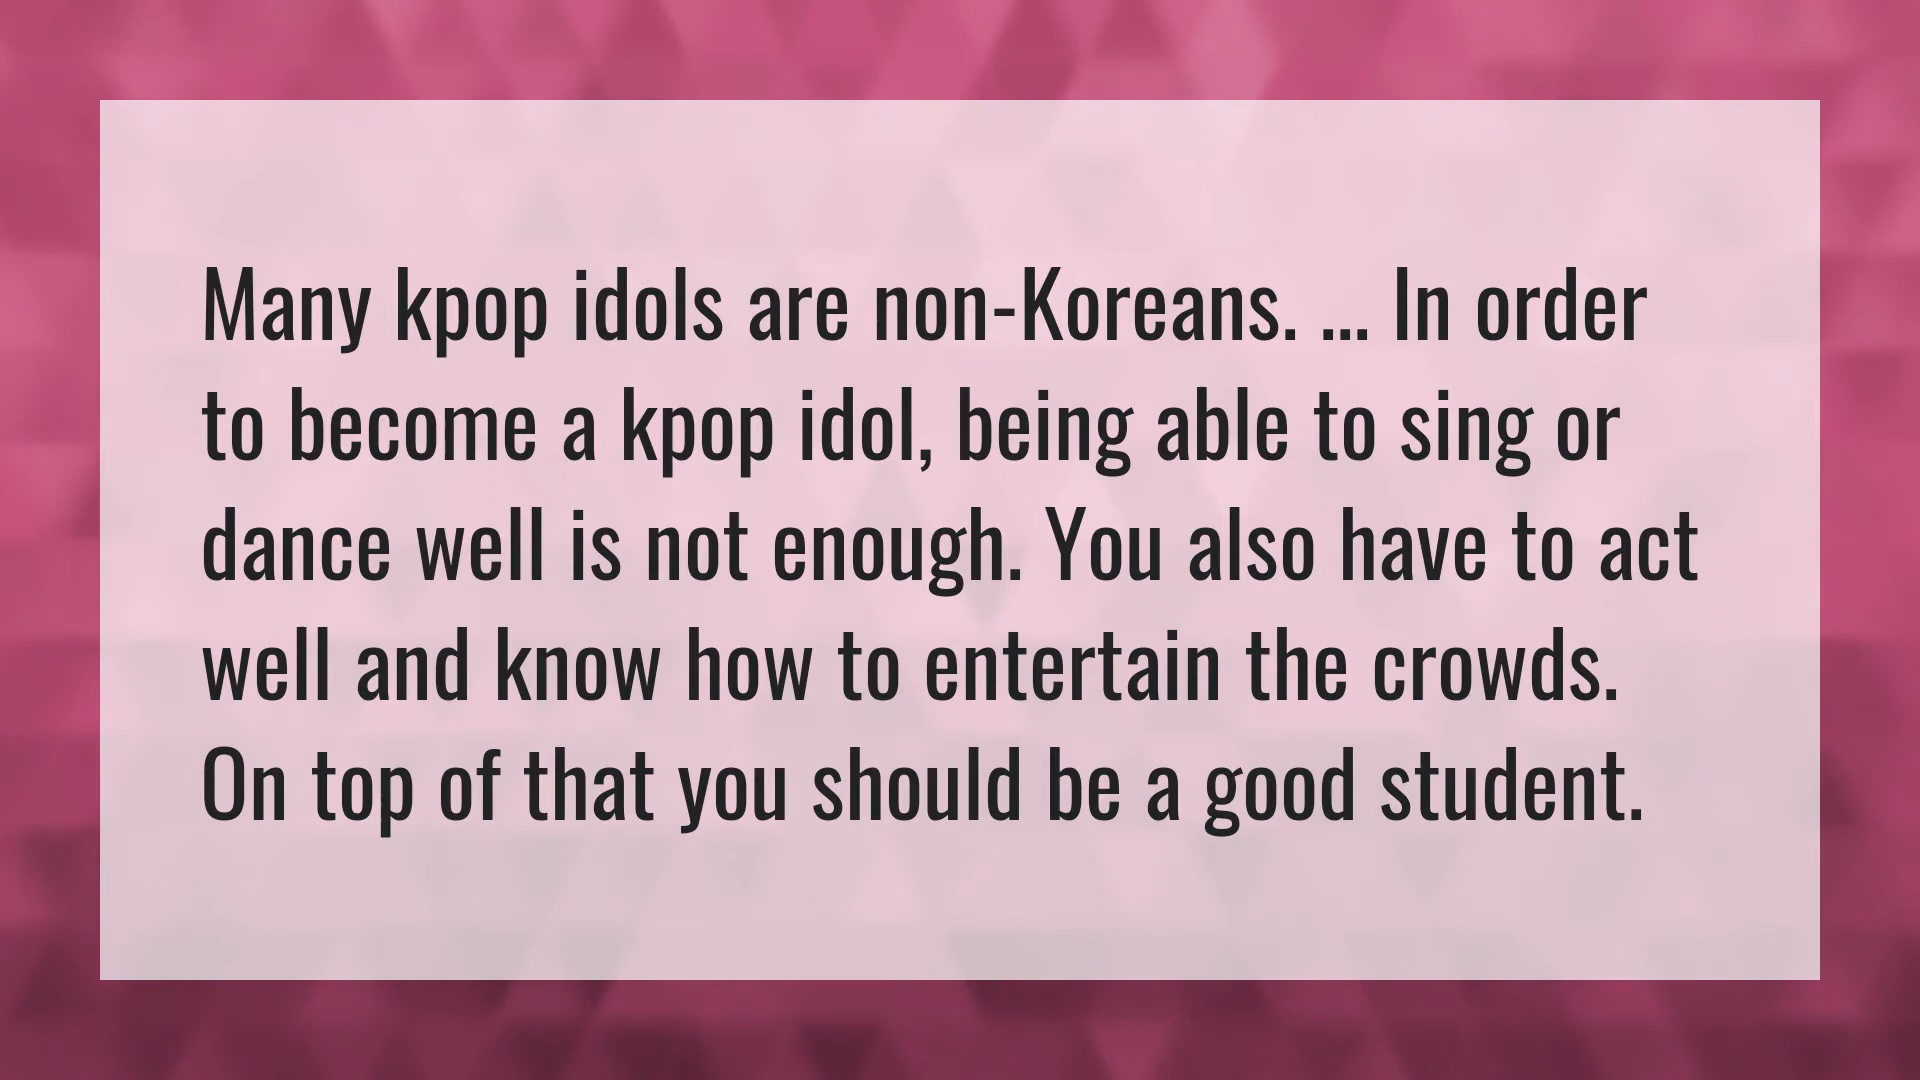 Many kpop idols are non-Koreans. ... In order
to become a kpop idol, being able to sing or
dance well is not enough. You also have to act
well and know how to entertain the crowds.
On top of that you should be a good student.